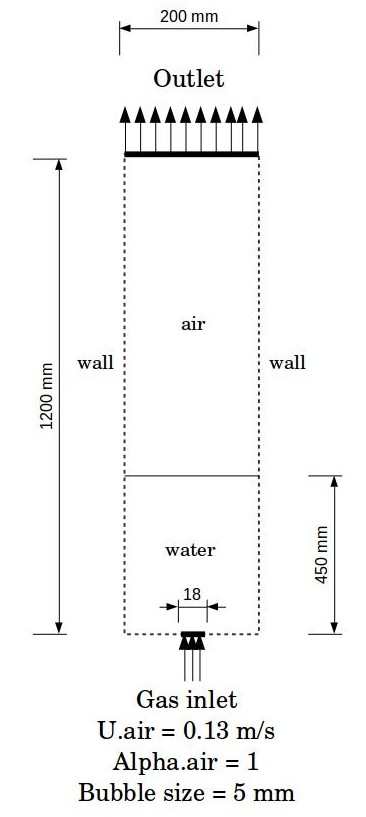 200 mm
Outlet
air
wall
wall
1200 mm
water
450 mm
18
Gas inlet
U.air = 0.13 m/s
Alpha.air = 1
Bubble size = 5 mm